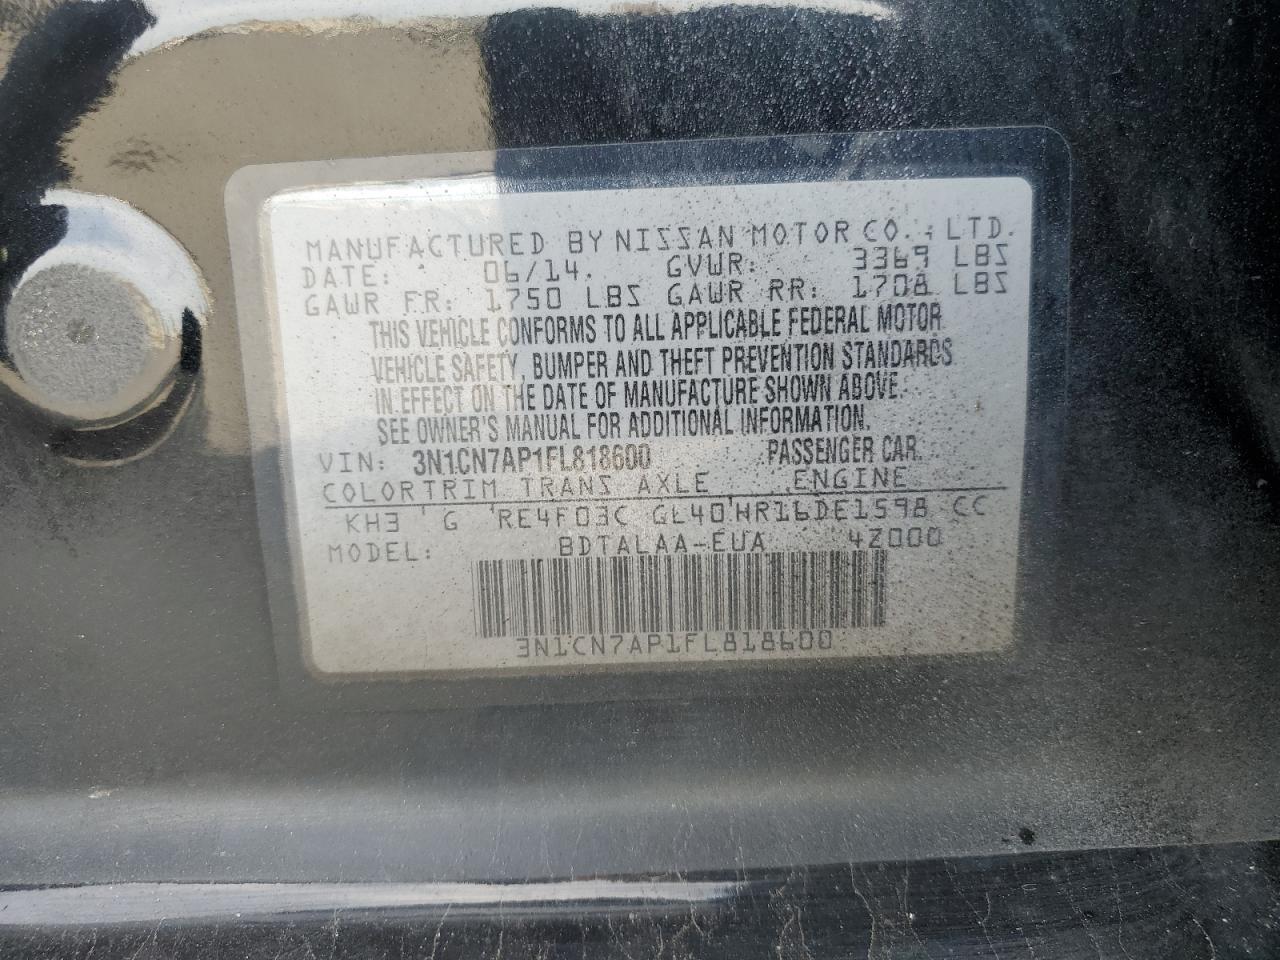 MANUFACTURED BY NISSAN MOTOR CO., LTD.
DATE: 06/14. GVWR: 3369 LBS
GAWR FR: 1750 LBS GAWR RR: 1708 LBS
THIS VEHICLE CONFORMS TO ALL APPLICABLE FEDERAL MOTOR
VEHICLE SAFETY, BUMPER AND THEFT PREVENTION STANDARDS
IN EFFECT ON THE DATE OF MANUFACTURE SHOWN ABOVE.
SEE OWNER'S MANUAL FOR ADDITIONAL INFORMATION.
VIN: 3N1CN7AP1FL818600 PASSENGER CAR
COLORTRIM TRANS AXLE ENGINE
KH3 G RE4F03C GL40 HR16DE1598 CC
MODEL: BDTALAA-EUA 4Z000
3N1CN7AP1FL818600